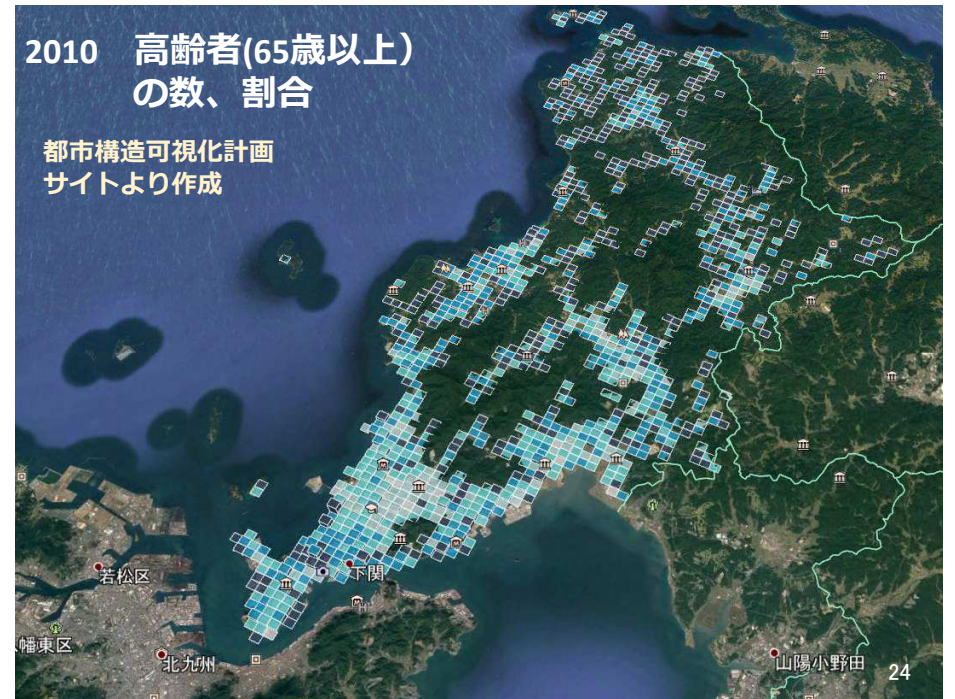 2010 高齢者(65歳以上)
の数、割合
都市構造可視化計画
サイトより作成
若松区
下関
幡東区
北九州
山陽小野田
24